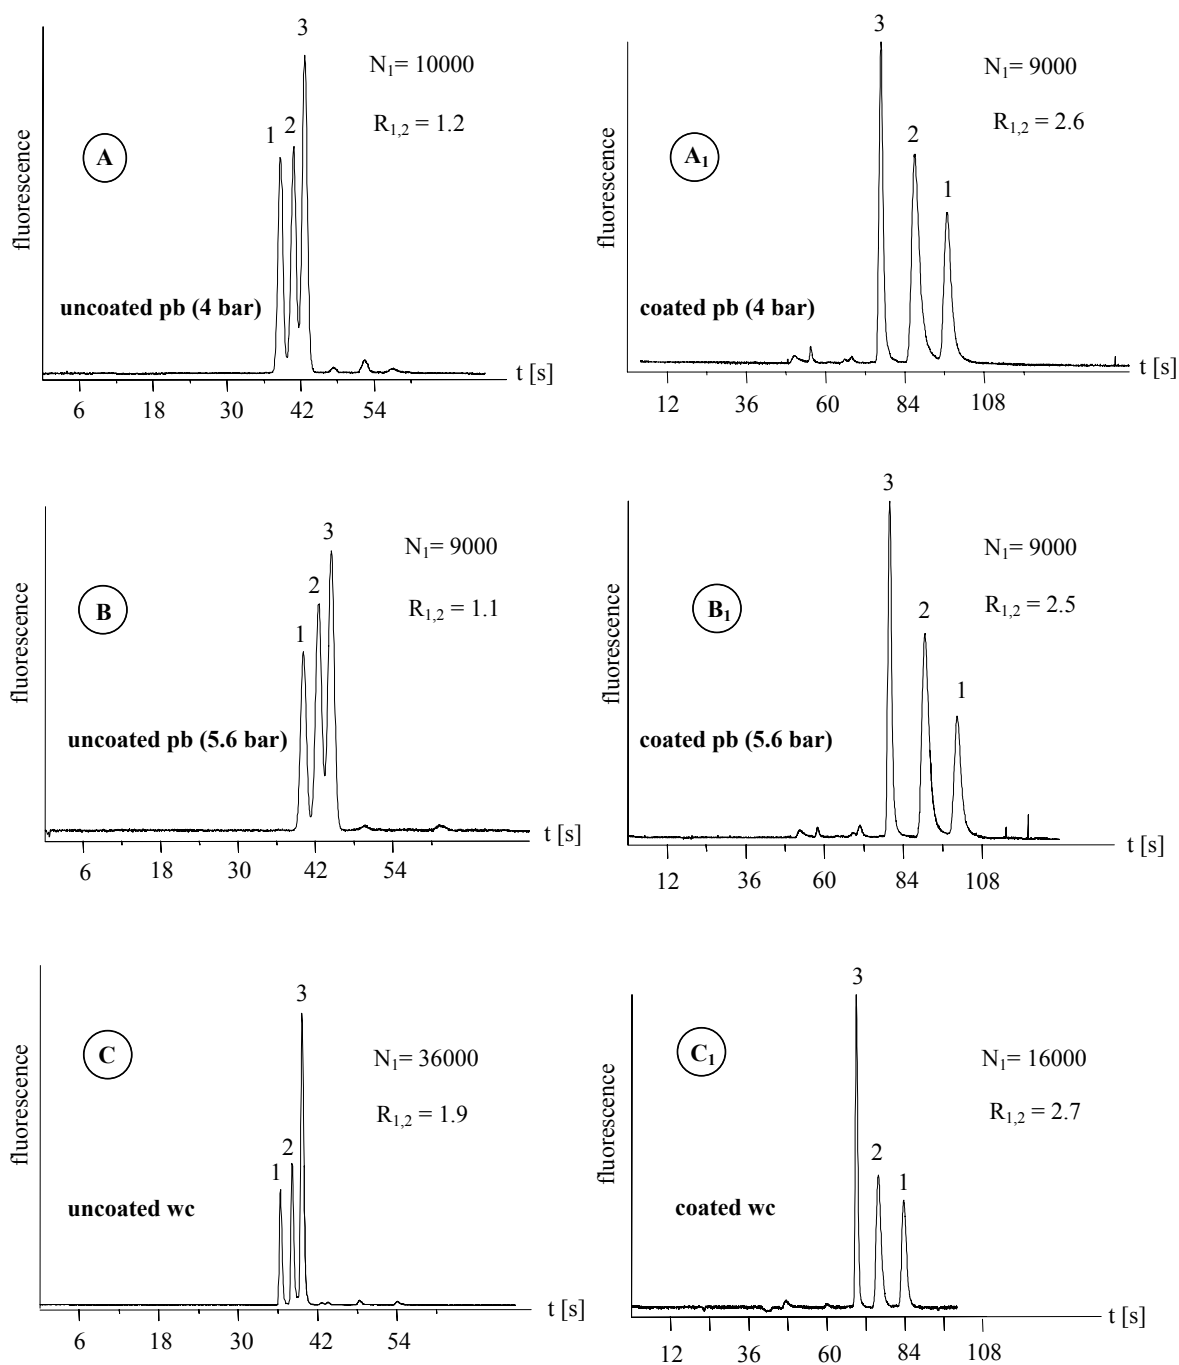 3
N₁= 10000
1 2
R₁,₂ = 1.2
A
fluorescence
uncoated pb (4 bar)
t [s]
6 18 30 42 54
3
N₁= 9000
R₁,₂ = 2.6
2
A₁
1
fluorescence
coated pb (4 bar)
t [s]
12 36 60 84 108
3
N₁= 9000
2
R₁,₂ = 1.1
B
1
fluorescence
uncoated pb (5.6 bar)
t [s]
6 18 30 42 54
3
N₁= 9000
R₁,₂ = 2.5
B₁
2
1
fluorescence
coated pb (5.6 bar)
t [s]
12 36 60 84 108
3
C
N₁= 36000
R₁,₂ = 1.9
fluorescence
2
1
uncoated wc
t [s]
6 18 30 42 54
3
C₁
N₁= 16000
R₁,₂ = 2.7
fluorescence
2
1
coated wc
t [s]
12 36 60 84 108